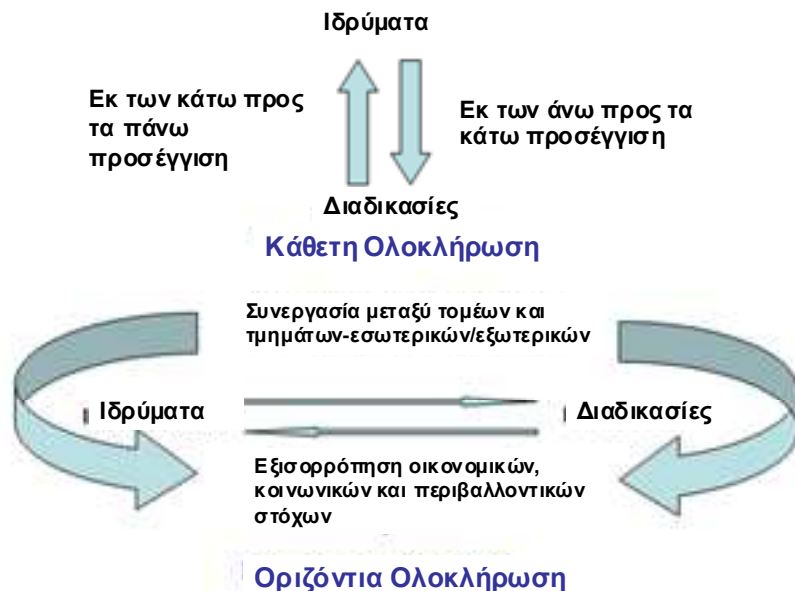 Ιδρύματα
Εκ των κάτω προς
τα πάνω
προσέγγιση
Εκ των άνω προς τα
κάτω προσέγγιση
Διαδικασίες
Κάθετη Ολοκλήρωση
Συνεργασία μεταξύ τομέων και
τμημάτων-εσωτερικών/εξωτερικών
Ιδρύματα
Διαδικασίες
Εξισορρόπηση οικονομικών,
κοινωνικών και περιβαλλοντικών
στόχων
Οριζόντια Ολοκλήρωση